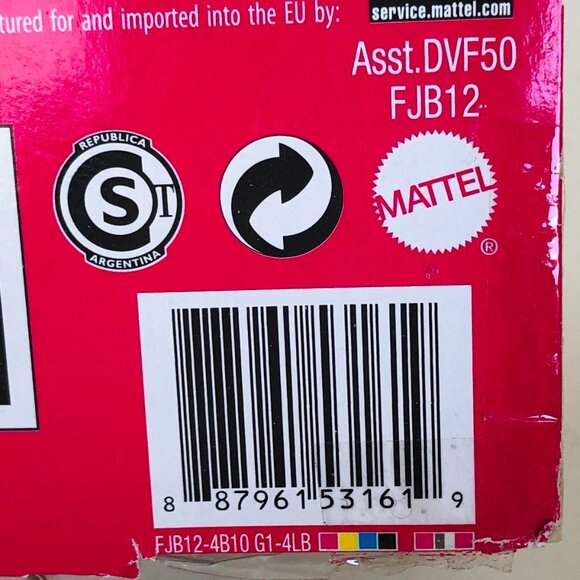 tured for and imported into the EU by:
service.mattel.com
Asst.DVF50
FJB12
REPUBLICA
S T
ARGENTINA
MATTEL
®
8 87961 53161 9
FJB12-4B10 G1-4LB